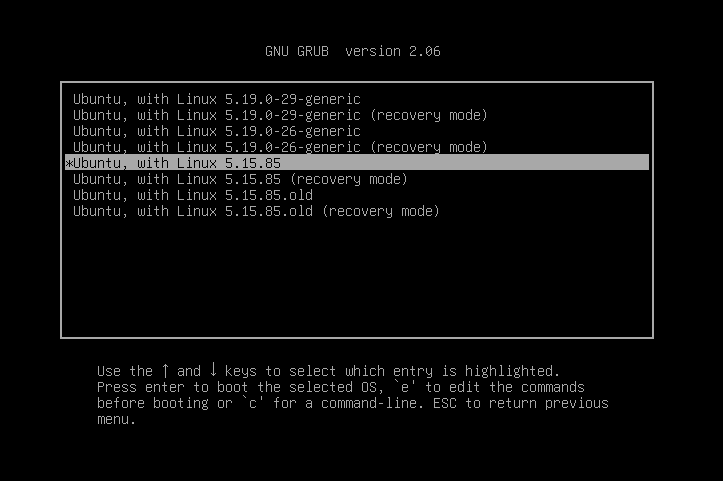 GNU GRUB  version 2.06
Ubuntu, with Linux 5.19.0-29-generic
Ubuntu, with Linux 5.19.0-29-generic (recovery mode)
Ubuntu, with Linux 5.19.0-26-generic
Ubuntu, with Linux 5.19.0-26-generic (recovery mode)
*Ubuntu, with Linux 5.15.85
Ubuntu, with Linux 5.15.85 (recovery mode)
Ubuntu, with Linux 5.15.85.old
Ubuntu, with Linux 5.15.85.old (recovery mode)
Use the ↑ and ↓ keys to select which entry is highlighted.
Press enter to boot the selected OS, `e' to edit the commands
before booting or `c' for a command-line. ESC to return previous
menu.